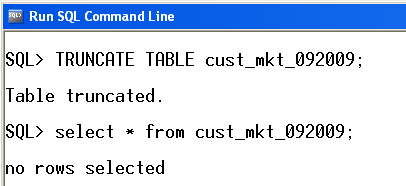 Run SQL Command Line
SQL> TRUNCATE TABLE cust_mkt_092009;
Table truncated.
SQL> select * from cust_mkt_092009;
no rows selected